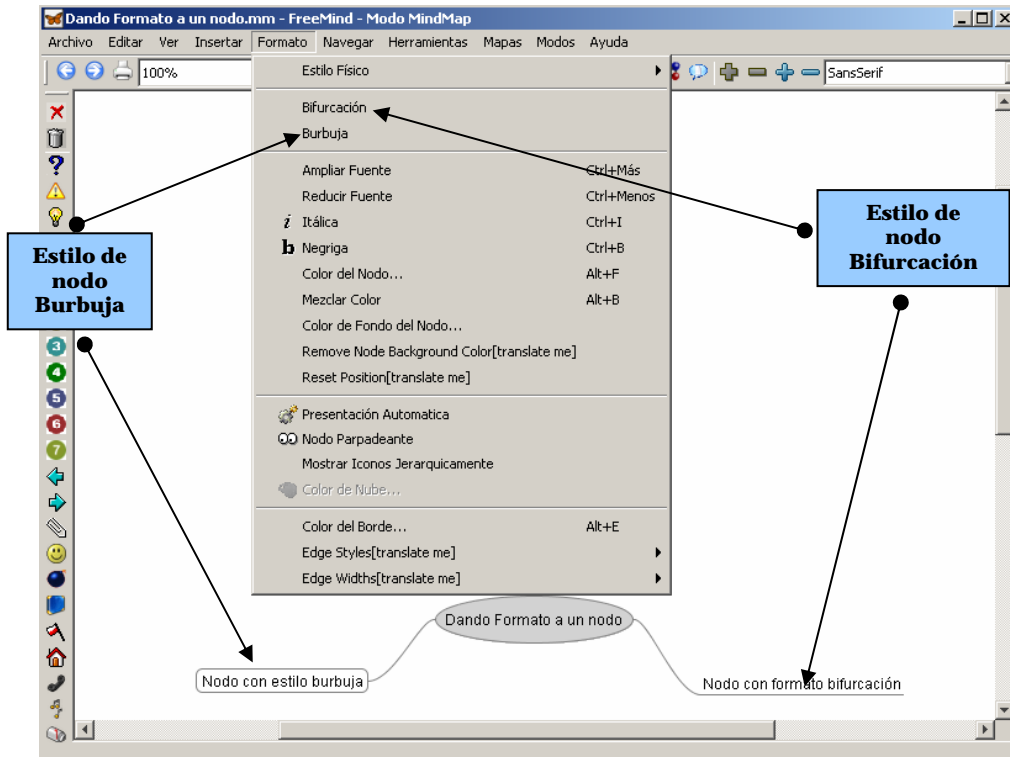 Dando Formato a un nodo.mm - FreeMind - Modo MindMap
Archivo Editar Ver Insertar Formato Navegar Herramientas Mapas Modos Ayuda
100%
SansSerif
Estilo Físico
Bifurcación
Burbuja
Ampliar Fuente Ctrl+Más
Reducir Fuente Ctrl+Menos
i Itálica Ctrl+I
b Negriga Ctrl+B
Color del Nodo... Alt+F
Mezclar Color Alt+B
Color de Fondo del Nodo...
Remove Node Background Color[translate me]
Reset Position[translate me]
Presentación Automatica
Nodo Parpadeante
Mostrar Iconos Jerarquicamente
Color de Nube...
Color del Borde... Alt+E
Edge Styles[translate me]
Edge Widths[translate me]
Estilo de
nodo
Burbuja
Estilo de
nodo
Bifurcación
3
4
5
6
7
Dando Formato a un nodo
Nodo con estilo burbuja
Nodo con formato bifurcación